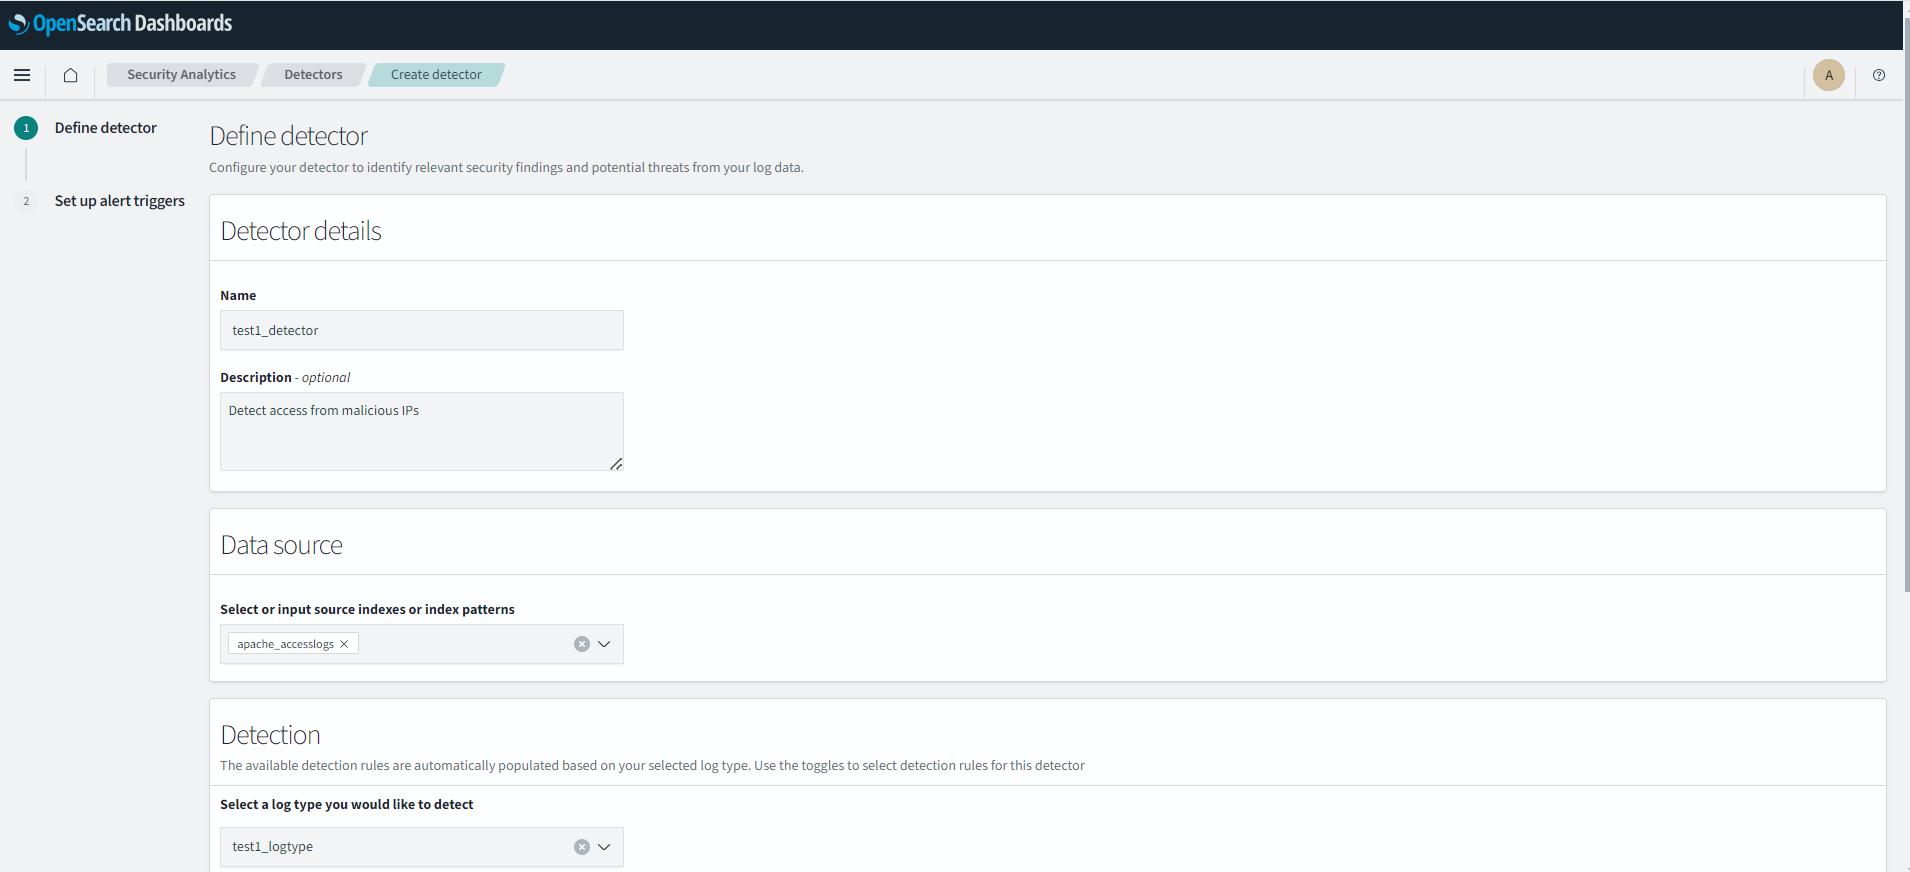 OpenSearch Dashboards
Security Analytics
Detectors
Create detector
A
1
Define detector
2
Set up alert triggers
Define detector
Configure your detector to identify relevant security findings and potential threats from your log data.
Detector details
Name
test1_detector
Description - optional
Detect access from malicious IPs
Data source
Select or input source indexes or index patterns
apache_accesslogs
Detection
The available detection rules are automatically populated based on your selected log type. Use the toggles to select detection rules for this detector
Select a log type you would like to detect
test1_logtype